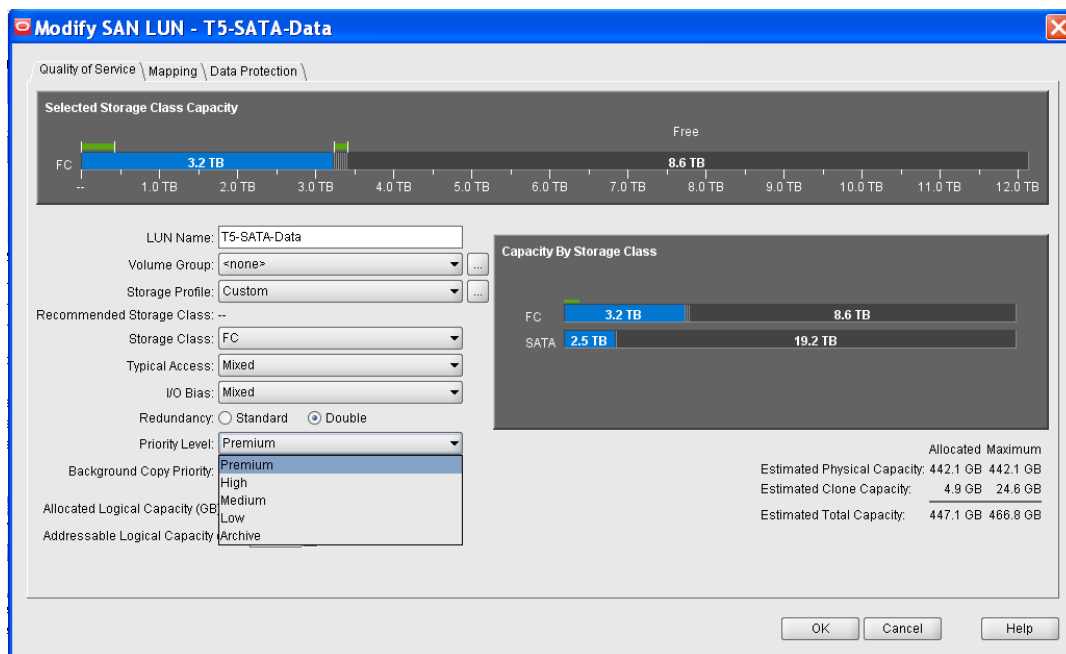 Modify SAN LUN - T5-SATA-Data
Quality of Service Mapping Data Protection
Selected Storage Class Capacity
Free
FC 3.2 TB 8.6 TB
-- 1.0 TB 2.0 TB 3.0 TB 4.0 TB 5.0 TB 6.0 TB 7.0 TB 8.0 TB 9.0 TB 10.0 TB 11.0 TB 12.0 TB
LUN Name: T5-SATA-Data
Volume Group: <none> ...
Storage Profile: Custom ...
Recommended Storage Class: --
Storage Class: FC
Typical Access: Mixed
I/O Bias: Mixed
Redundancy: Standard Double
Priority Level: Premium
Premium
High
Medium
Low
Archive
Background Copy Priority:
Allocated Logical Capacity (GB
Addressable Logical Capacity
Capacity By Storage Class
FC 3.2 TB 8.6 TB
SATA 2.5 TB 19.2 TB
Allocated Maximum
Estimated Physical Capacity: 442.1 GB 442.1 GB
Estimated Clone Capacity: 4.9 GB 24.6 GB
Estimated Total Capacity: 447.1 GB 466.8 GB
OK Cancel Help